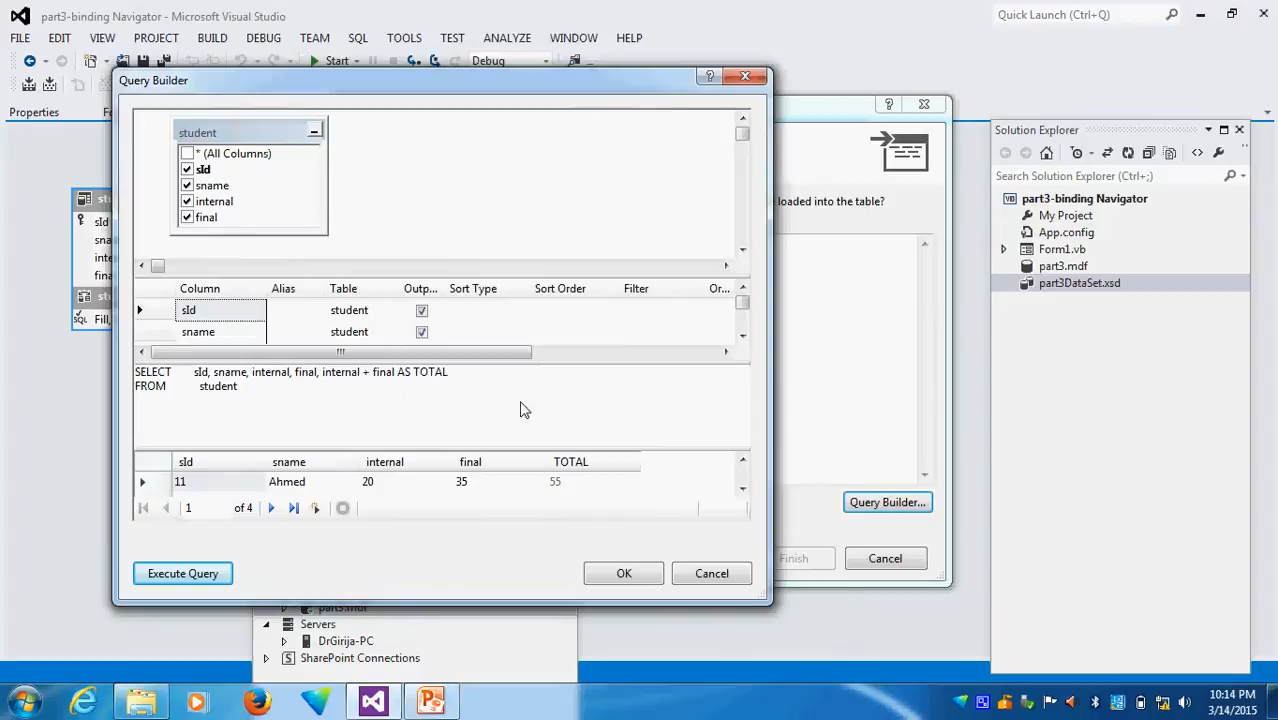 part3-binding Navigator - Microsoft Visual Studio
Quick Launch (Ctrl+Q)
FILE EDIT VIEW PROJECT BUILD DEBUG TEAM SQL TOOLS TEST ANALYZE WINDOW HELP
Start Debug
Query Builder
Properties
student
* (All Columns)
sId
sname
internal
final
loaded into the table?
sId
Column Alias Table Outp... Sort Type Sort Order Filter Or...
sId student
sname student
SELECT sId, sname, internal, final, internal + final AS TOTAL
FROM student
SQL Fill,
sId sname internal final TOTAL
11 Ahmed 20 35 55
1 of 4
Execute Query
OK
Cancel
Query Builder...
Finish
Cancel
part3.mdf
Servers
DrGirija-PC
SharePoint Connections
Solution Explorer
Search Solution Explorer (Ctrl+;)
VB part3-binding Navigator
My Project
App.config
Form1.vb
part3.mdf
part3DataSet.xsd
10:14 PM
3/14/2015